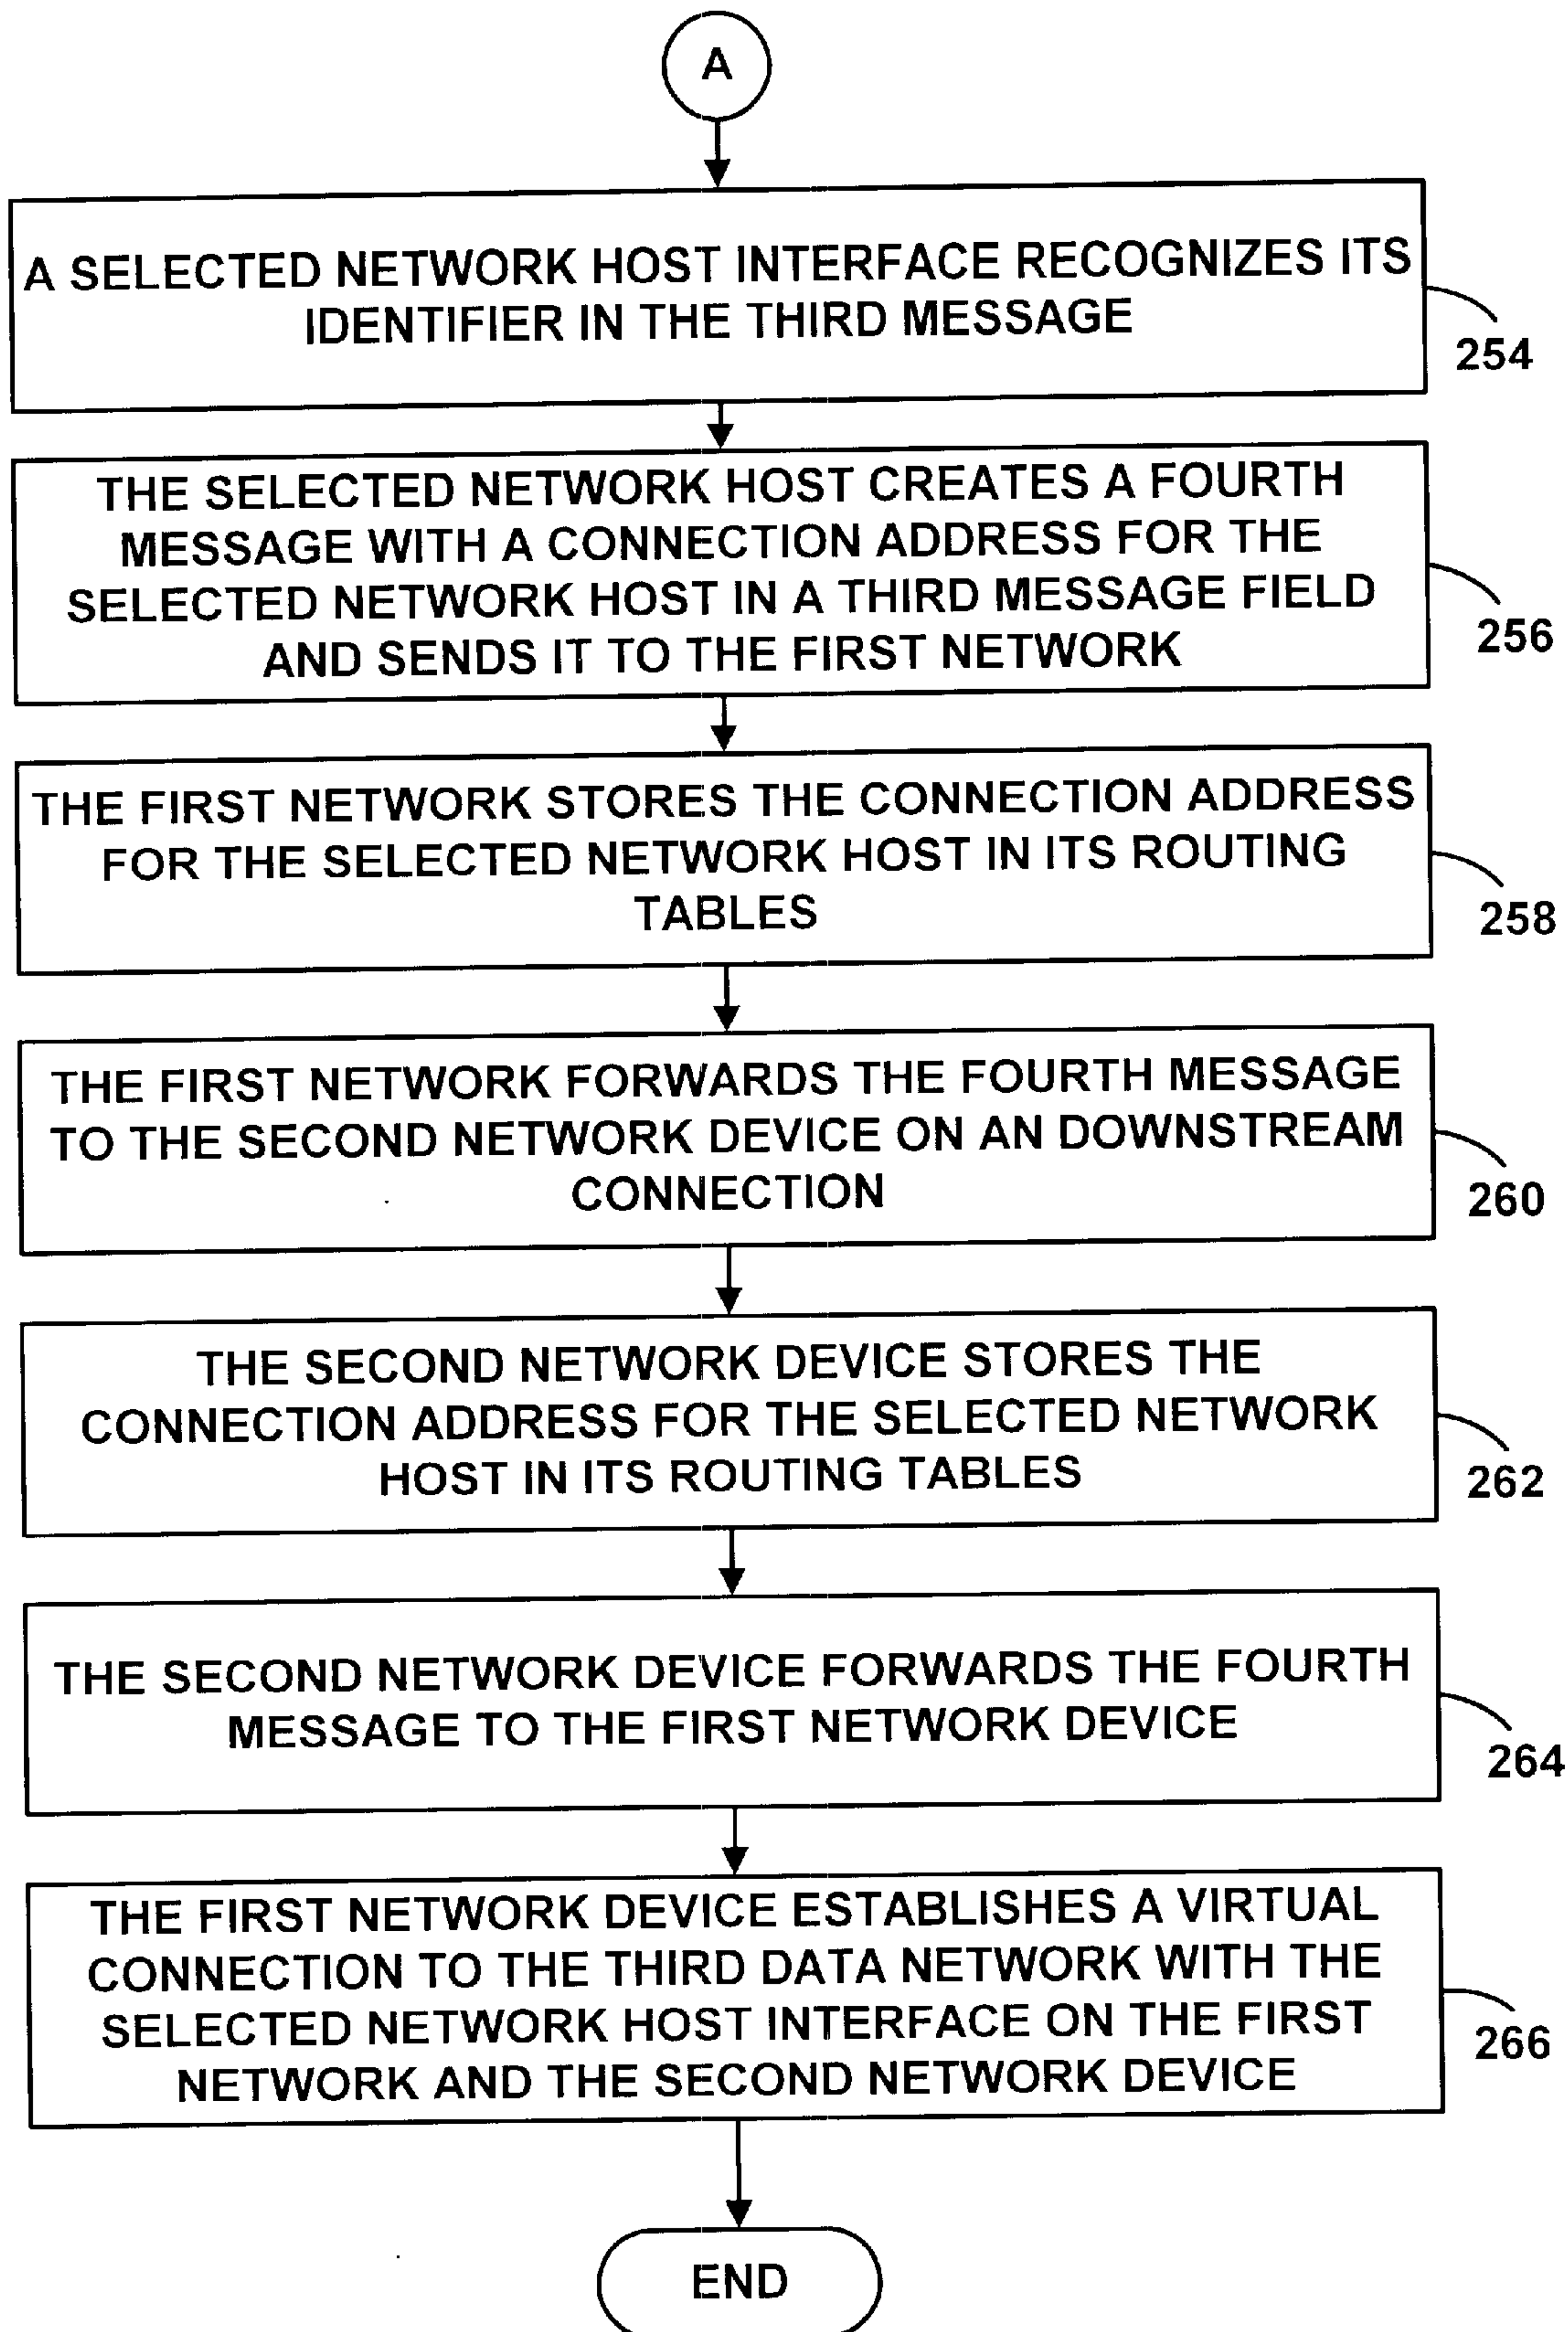 A
A SELECTED NETWORK HOST INTERFACE RECOGNIZES ITS
IDENTIFIER IN THE THIRD MESSAGE
254
THE SELECTED NETWORK HOST CREATES A FOURTH
MESSAGE WITH A CONNECTION ADDRESS FOR THE
SELECTED NETWORK HOST IN A THIRD MESSAGE FIELD
AND SENDS IT TO THE FIRST NETWORK
256
THE FIRST NETWORK STORES THE CONNECTION ADDRESS
FOR THE SELECTED NETWORK HOST IN ITS ROUTING
TABLES
258
THE FIRST NETWORK FORWARDS THE FOURTH MESSAGE
TO THE SECOND NETWORK DEVICE ON AN DOWNSTREAM
CONNECTION
260
THE SECOND NETWORK DEVICE STORES THE
CONNECTION ADDRESS FOR THE SELECTED NETWORK
HOST IN ITS ROUTING TABLES
262
THE SECOND NETWORK DEVICE FORWARDS THE FOURTH
MESSAGE TO THE FIRST NETWORK DEVICE
264
THE FIRST NETWORK DEVICE ESTABLISHES A VIRTUAL
CONNECTION TO THE THIRD DATA NETWORK WITH THE
SELECTED NETWORK HOST INTERFACE ON THE FIRST
NETWORK AND THE SECOND NETWORK DEVICE
266
END